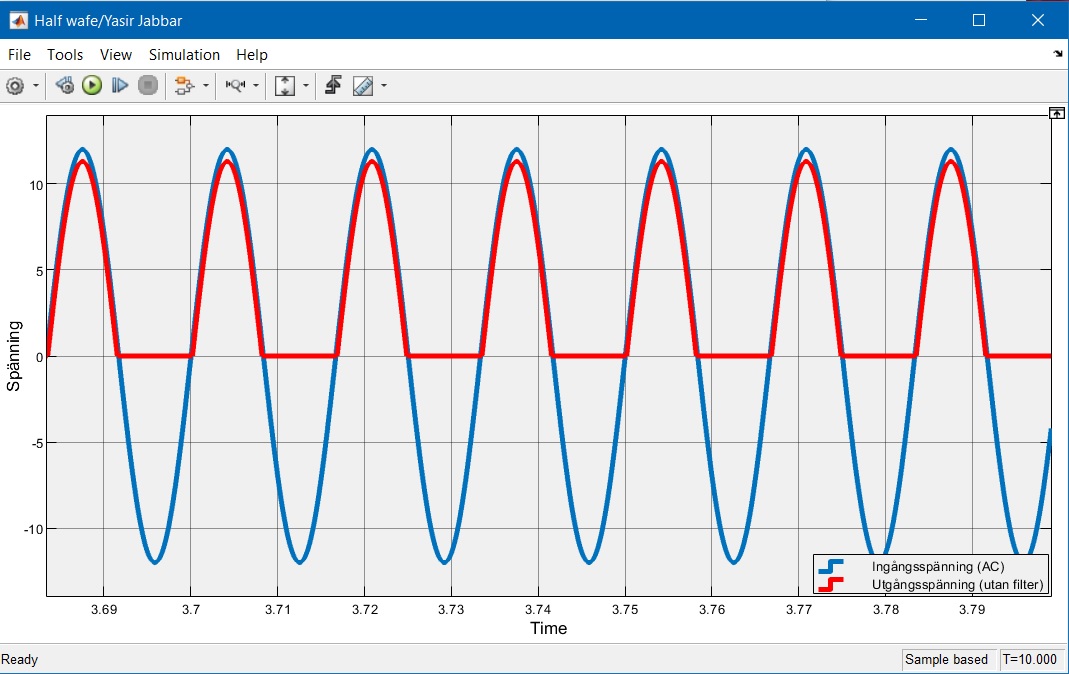 Half wafe/Yasir Jabbar
File Tools View Simulation Help
10
5
0
-5
-10
Spänning
3.69 3.7 3.71 3.72 3.73 3.74 3.75 3.76 3.77 3.78 3.79
Time
Ingångsspänning (AC)
Utgångsspänning (utan filter)
Ready
Sample based T=10.000